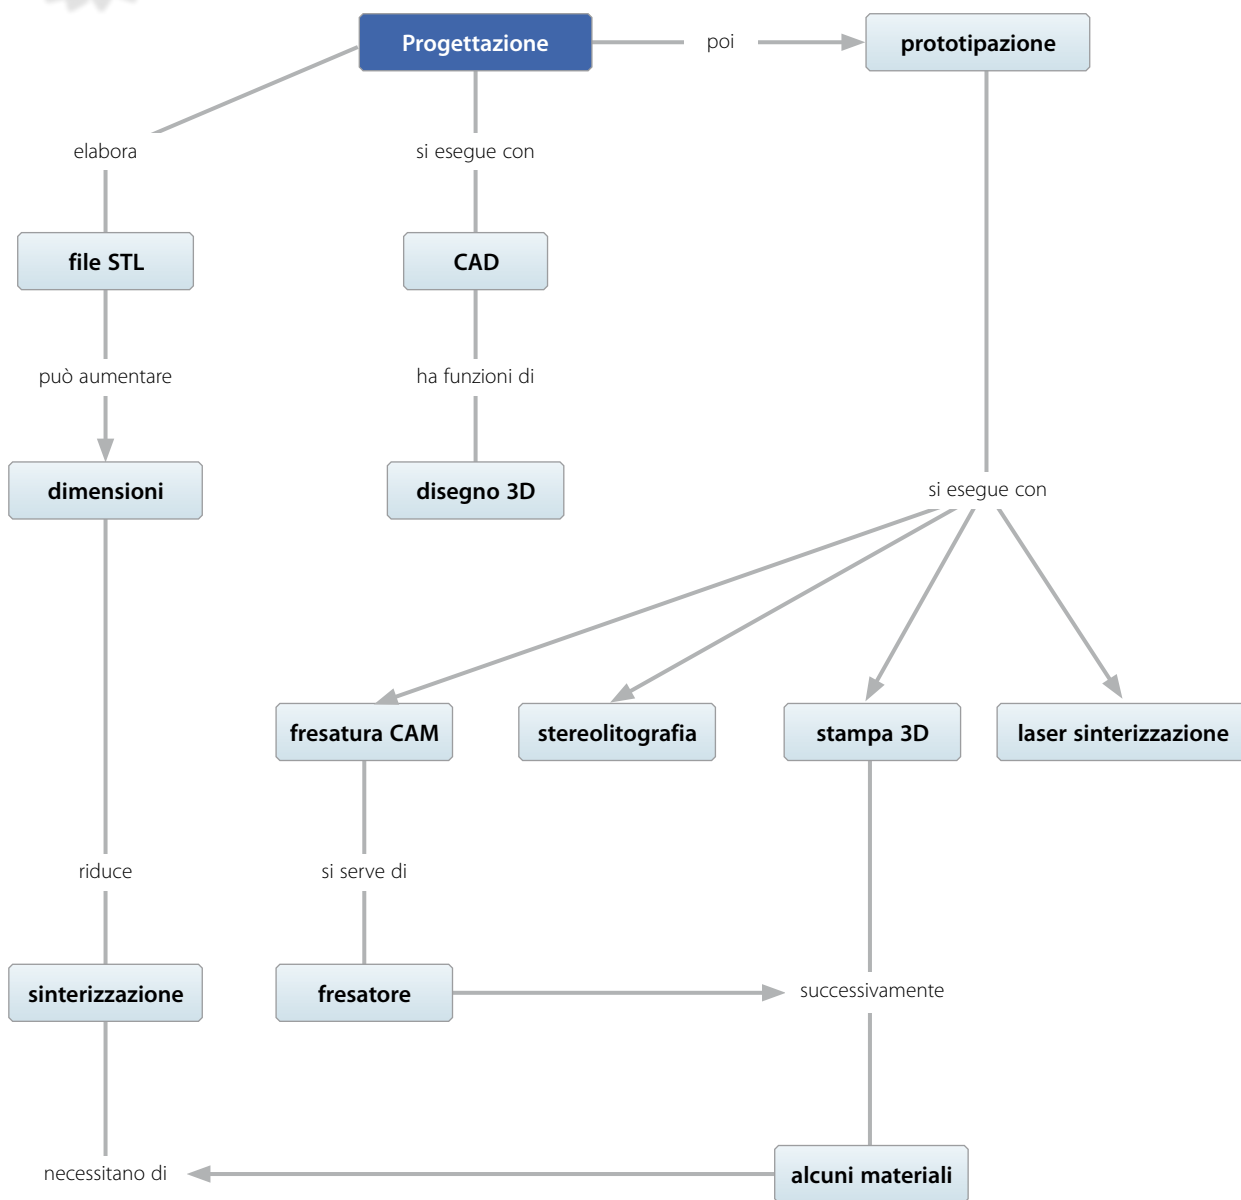 Progettazione
poi
prototipazione
elabora
si esegue con
file STL
CAD
può aumentare
ha funzioni di
dimensioni
disegno 3D
si esegue con
fresatura CAM
stereolitografia
stampa 3D
laser sinterizzazione
riduce
si serve di
sinterizzazione
fresatore
successivamente
necessitano di
alcuni materiali